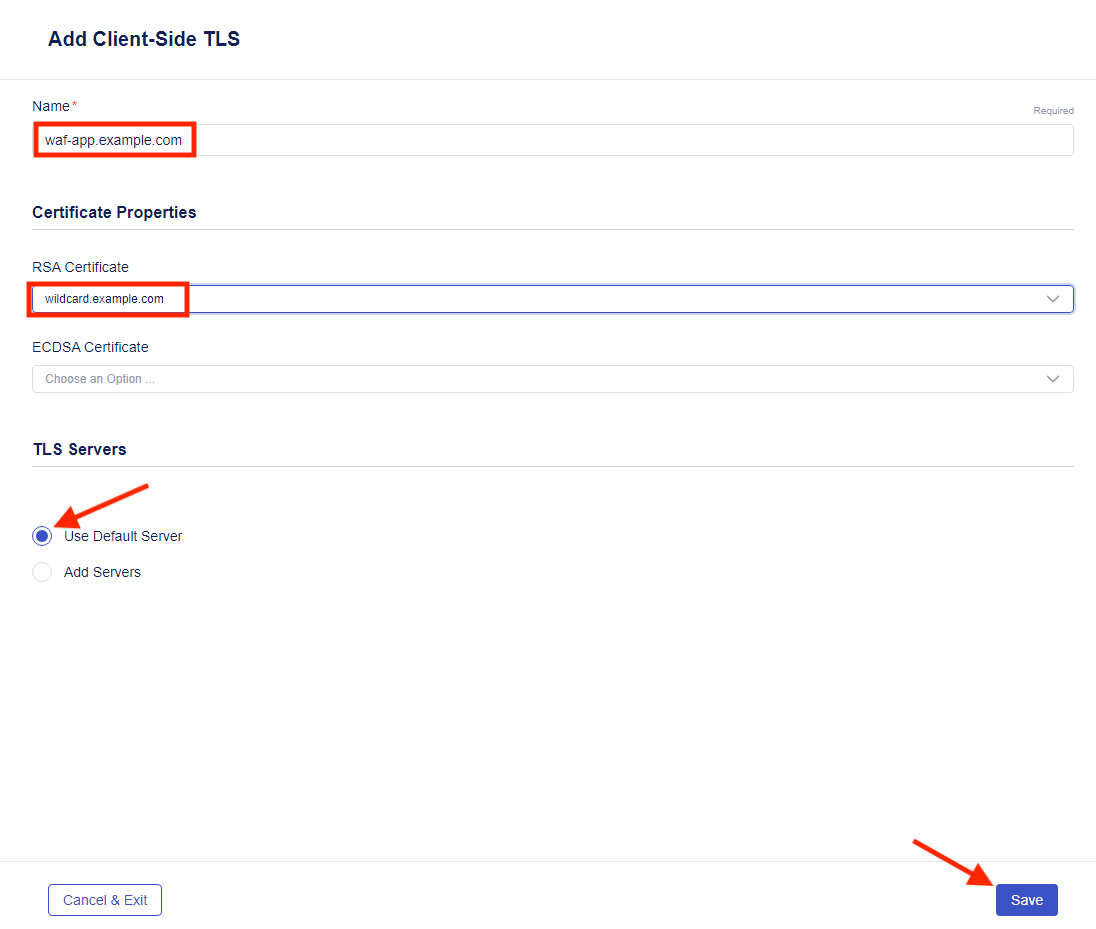 Add Client-Side TLS
Name*
Required
waf-app.example.com
Certificate Properties
RSA Certificate
wildcard.example.com
ECDSA Certificate
Choose an Option ...
TLS Servers
Use Default Server
Add Servers
Cancel & Exit
Save